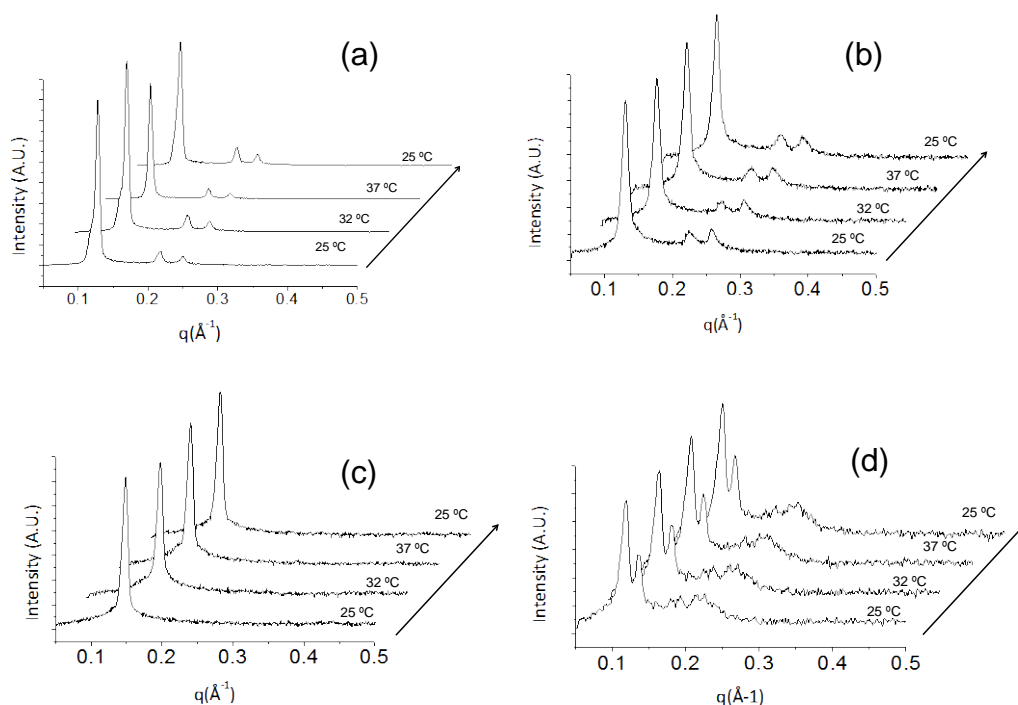 (a)
Intensity (A.U.)
25 ºC
37 ºC
32 ºC
25 ºC
0.1 0.2 0.3 0.4 0.5
q(Å⁻¹)
(b)
Intensity (A.U.)
25 ºC
37 ºC
32 ºC
25 ºC
0.1 0.2 0.3 0.4 0.5
q(Å⁻¹)
(c)
Intensity (A.U.)
25 ºC
37 ºC
32 ºC
25 ºC
0.1 0.2 0.3 0.4 0.5
q(Å⁻¹)
(d)
Intensity (A.U.)
25 ºC
37 ºC
32 ºC
25 ºC
0.1 0.2 0.3 0.4 0.5
q(Å-1)